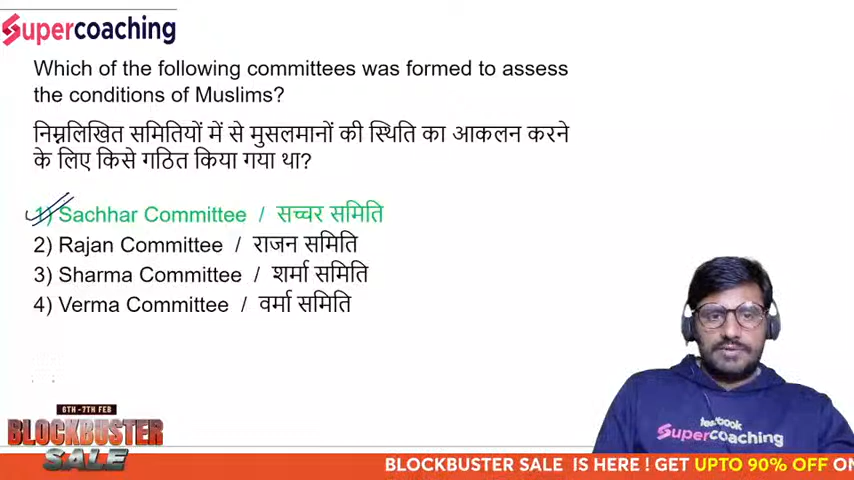 Supercoaching
Which of the following committees was formed to assess
the conditions of Muslims?
निम्नलिखित समितियों में से मुसलमानों की स्थिति का आकलन करने
के लिए किसे गठित किया गया था?
1) Sachhar Committee / सच्चर समिति
2) Rajan Committee / राजन समिति
3) Sharma Committee / शर्मा समिति
4) Verma Committee / वर्मा समिति
testbook
Supercoaching
6TH -7TH FEB
BLOCKBUSTER
SALE
BLOCKBUSTER SALE IS HERE ! GET UPTO 90% OFF ON